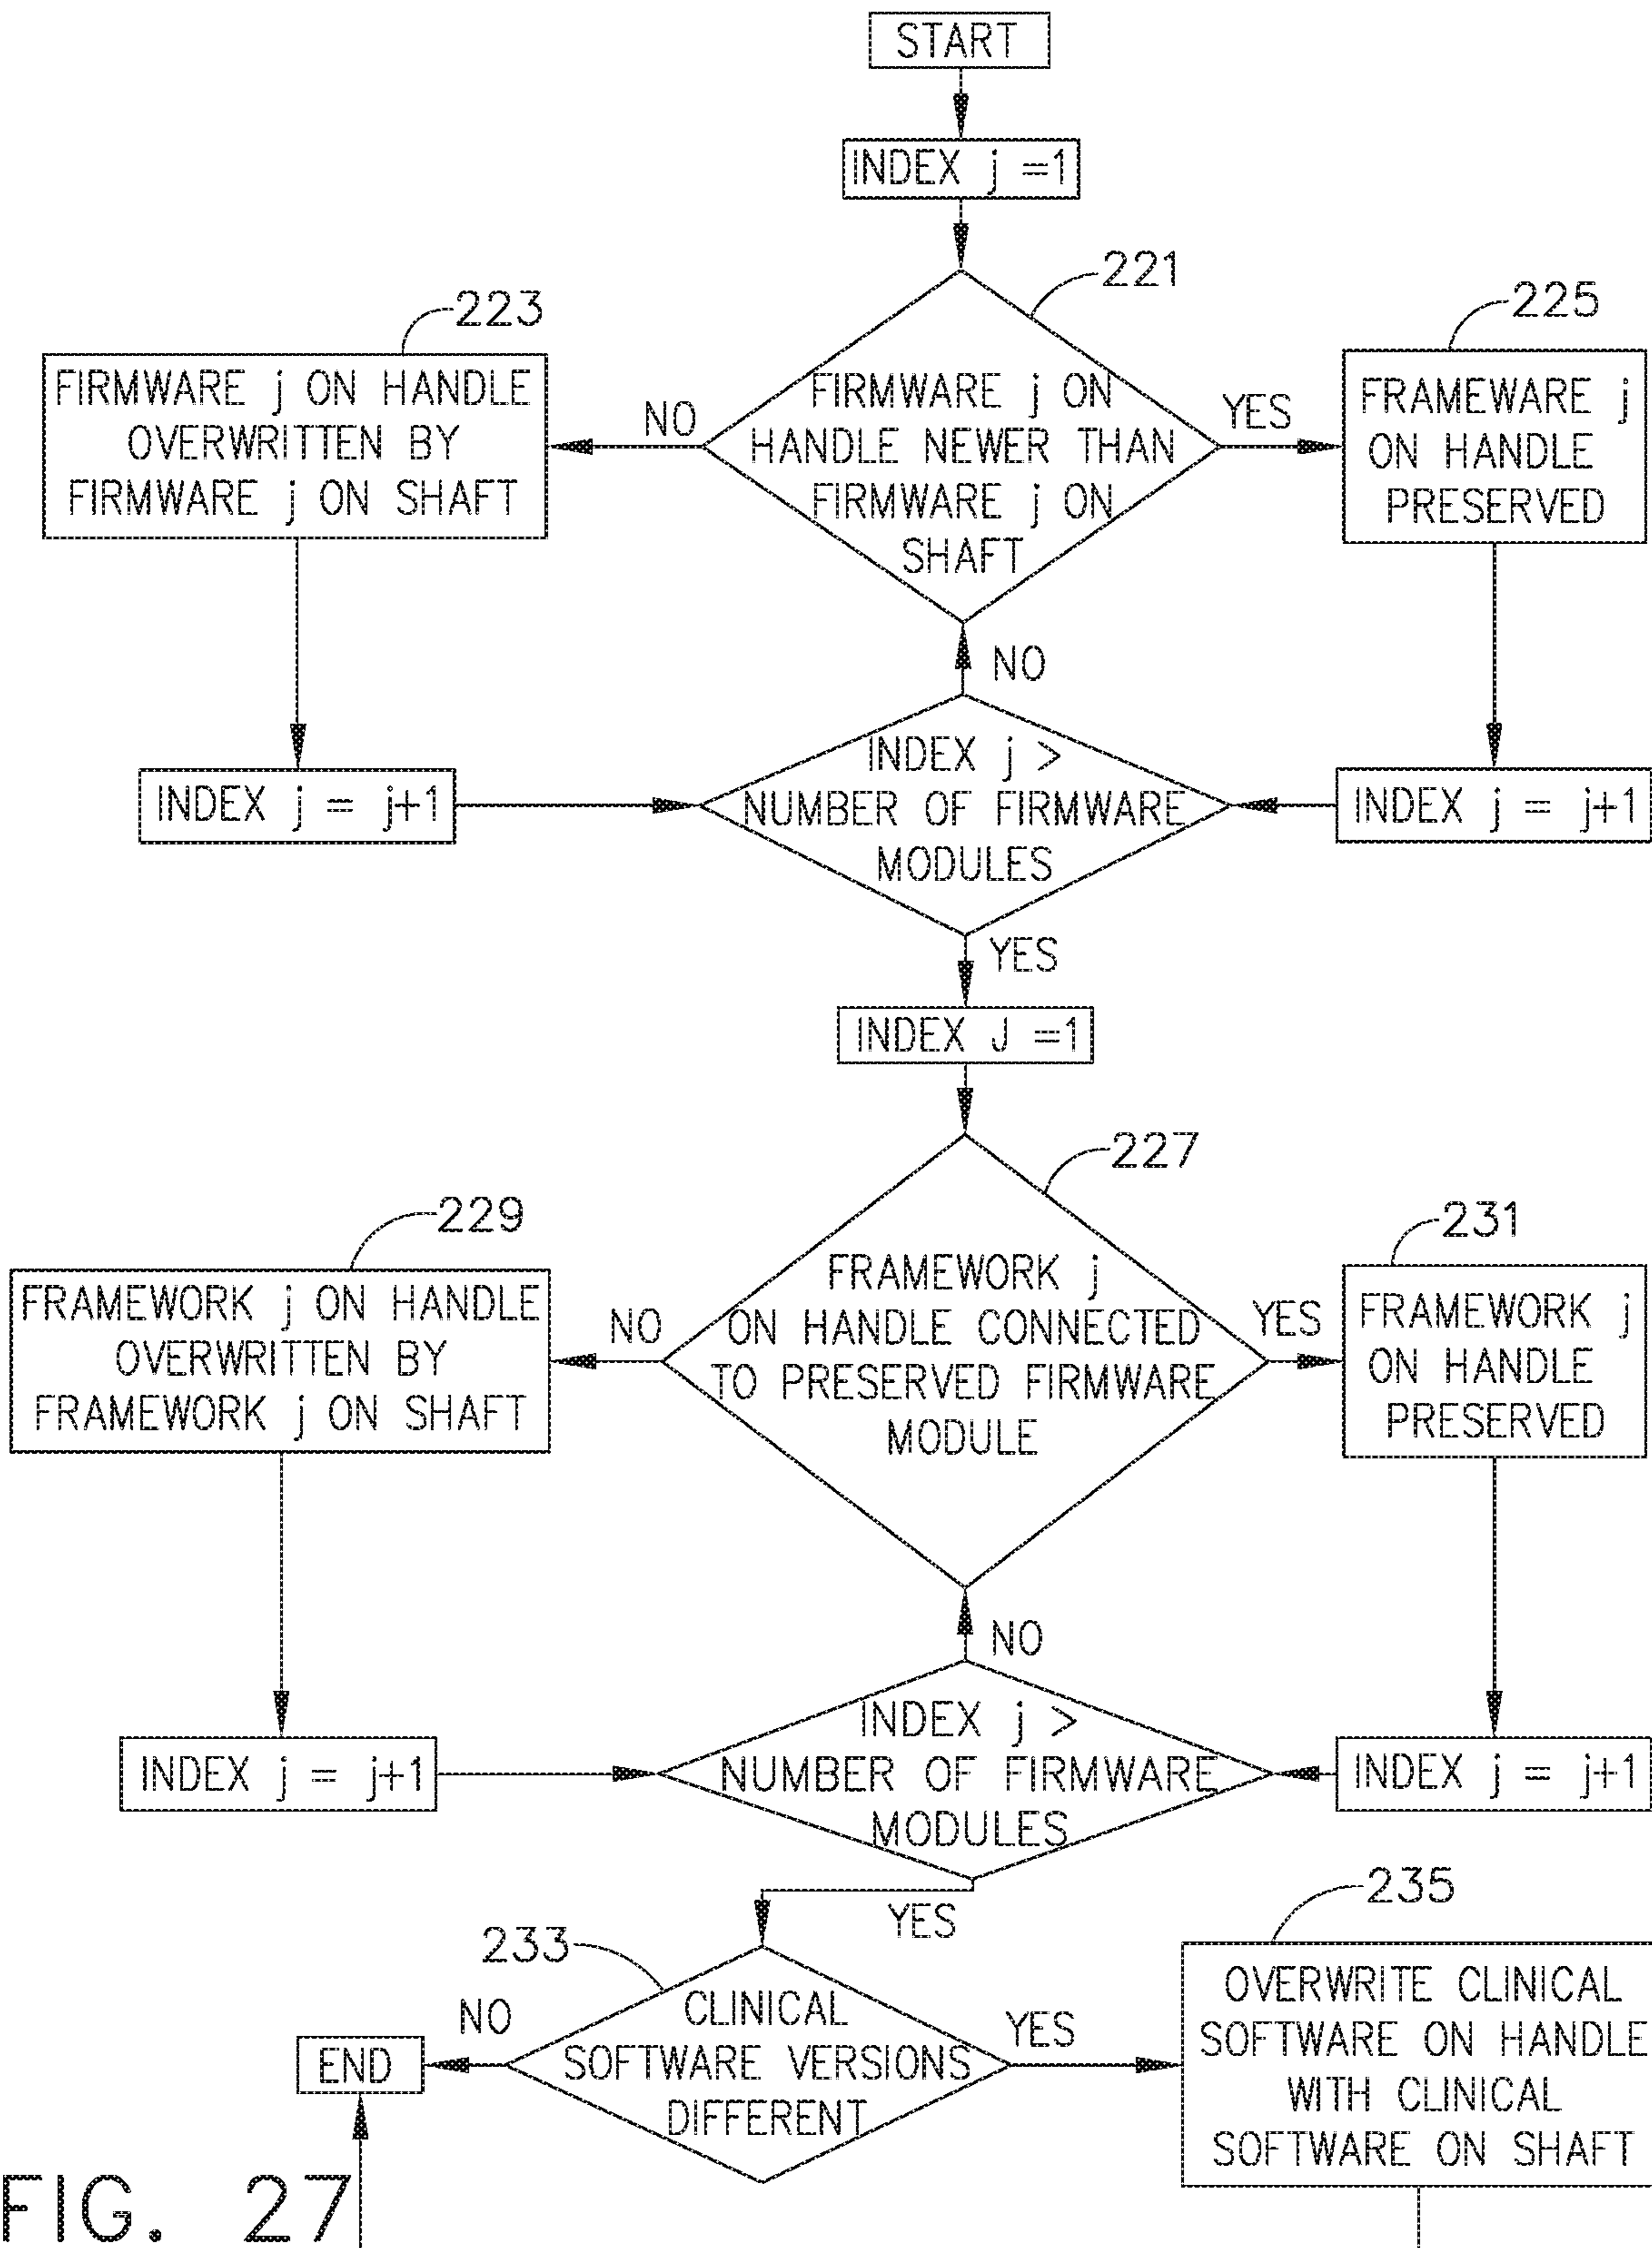 START
INDEX j =1
221
223
225
FIRMWARE j ON HANDLE
OVERWRITTEN BY
FIRMWARE j ON SHAFT
NO
FIRMWARE j ON
HANDLE NEWER THAN
FIRMWARE j ON
SHAFT
YES
FRAMEWARE j
ON HANDLE
PRESERVED
NO
INDEX j = j+1
INDEX j >
NUMBER OF FIRMWARE
MODULES
INDEX j = j+1
YES
INDEX J =1
227
229
231
FRAMEWORK j ON HANDLE
OVERWRITTEN BY
FRAMEWORK j ON SHAFT
NO
FRAMEWORK j
ON HANDLE CONNECTED
TO PRESERVED FIRMWARE
MODULE
YES
FRAMEWORK j
ON HANDLE
PRESERVED
NO
INDEX j = j+1
INDEX j >
NUMBER OF FIRMWARE
MODULES
INDEX j = j+1
YES
233
235
END
NO
CLINICAL
SOFTWARE VERSIONS
DIFFERENT
YES
OVERWRITE CLINICAL
SOFTWARE ON HANDLE
WITH CLINICAL
SOFTWARE ON SHAFT
FIG. 27